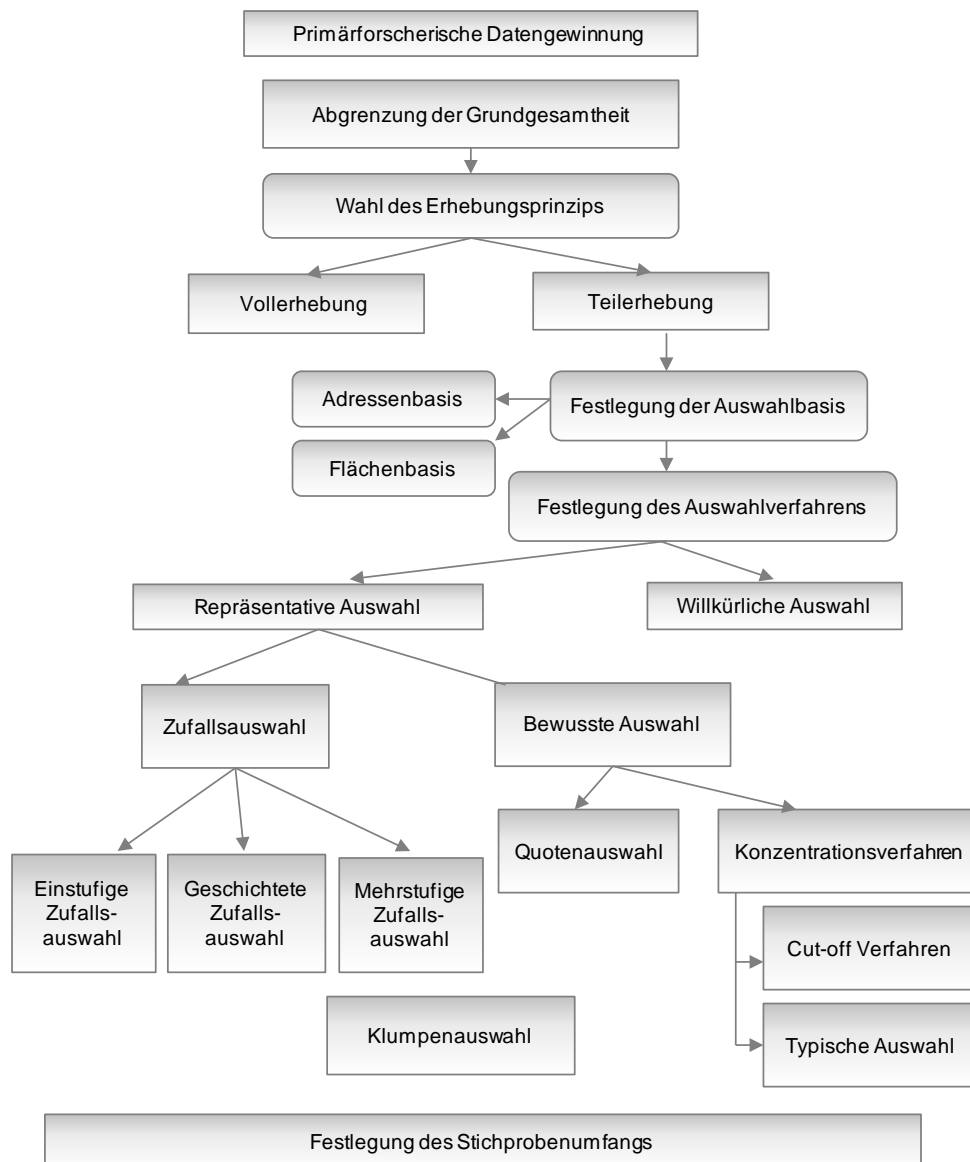 Primärforscherische Datengewinnung
Abgrenzung der Grundgesamtheit
Wahl des Erhebungsprinzips
Vollerhebung
Teilerhebung
Adressenbasis
Festlegung der Auswahlbasis
Flächenbasis
Festlegung des Auswahlverfahrens
Repräsentative Auswahl
Willkürliche Auswahl
Zufallsauswahl
Bewusste Auswahl
Quotenauswahl
Konzentrationsverfahren
Einstufige
Zufalls-
auswahl
Geschichtete
Zufalls-
auswahl
Mehrstufige
Zufalls-
auswahl
Cut-off Verfahren
Klumpenauswahl
Typische Auswahl
Festlegung des Stichprobenumfangs